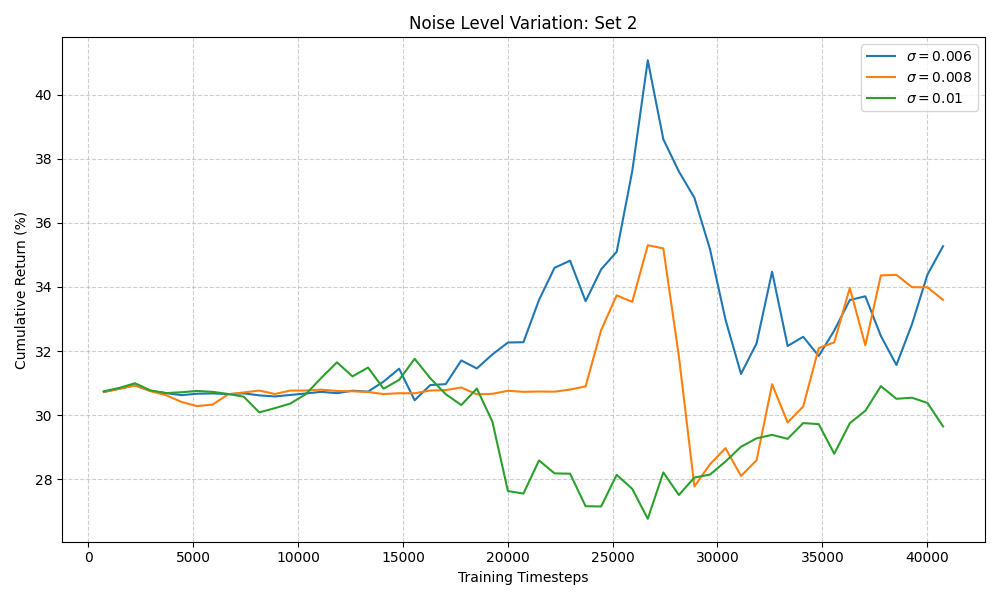 Noise Level Variation: Set 2
σ = 0.006
σ = 0.008
σ = 0.01
Cumulative Return (%)
40
38
36
34
32
30
28
0 5000 10000 15000 20000 25000 30000 35000 40000
Training Timesteps